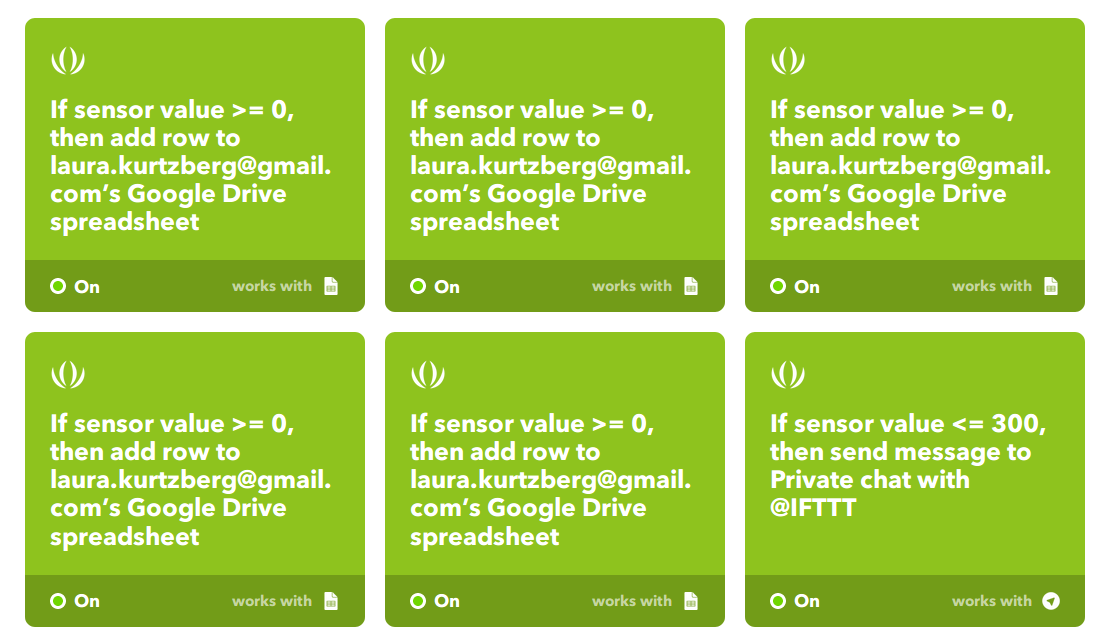 If sensor value >= 0,
then add row to
laura.kurtzberg@gmail.
com's Google Drive
spreadsheet
On
works with
If sensor value >= 0,
then add row to
laura.kurtzberg@gmail.
com's Google Drive
spreadsheet
On
works with
If sensor value >= 0,
then add row to
laura.kurtzberg@gmail.
com's Google Drive
spreadsheet
On
works with
If sensor value >= 0,
then add row to
laura.kurtzberg@gmail.
com's Google Drive
spreadsheet
On
works with
If sensor value >= 0,
then add row to
laura.kurtzberg@gmail.
com's Google Drive
spreadsheet
On
works with
If sensor value <= 300,
then send message to
Private chat with
@IFTTT
On
works with